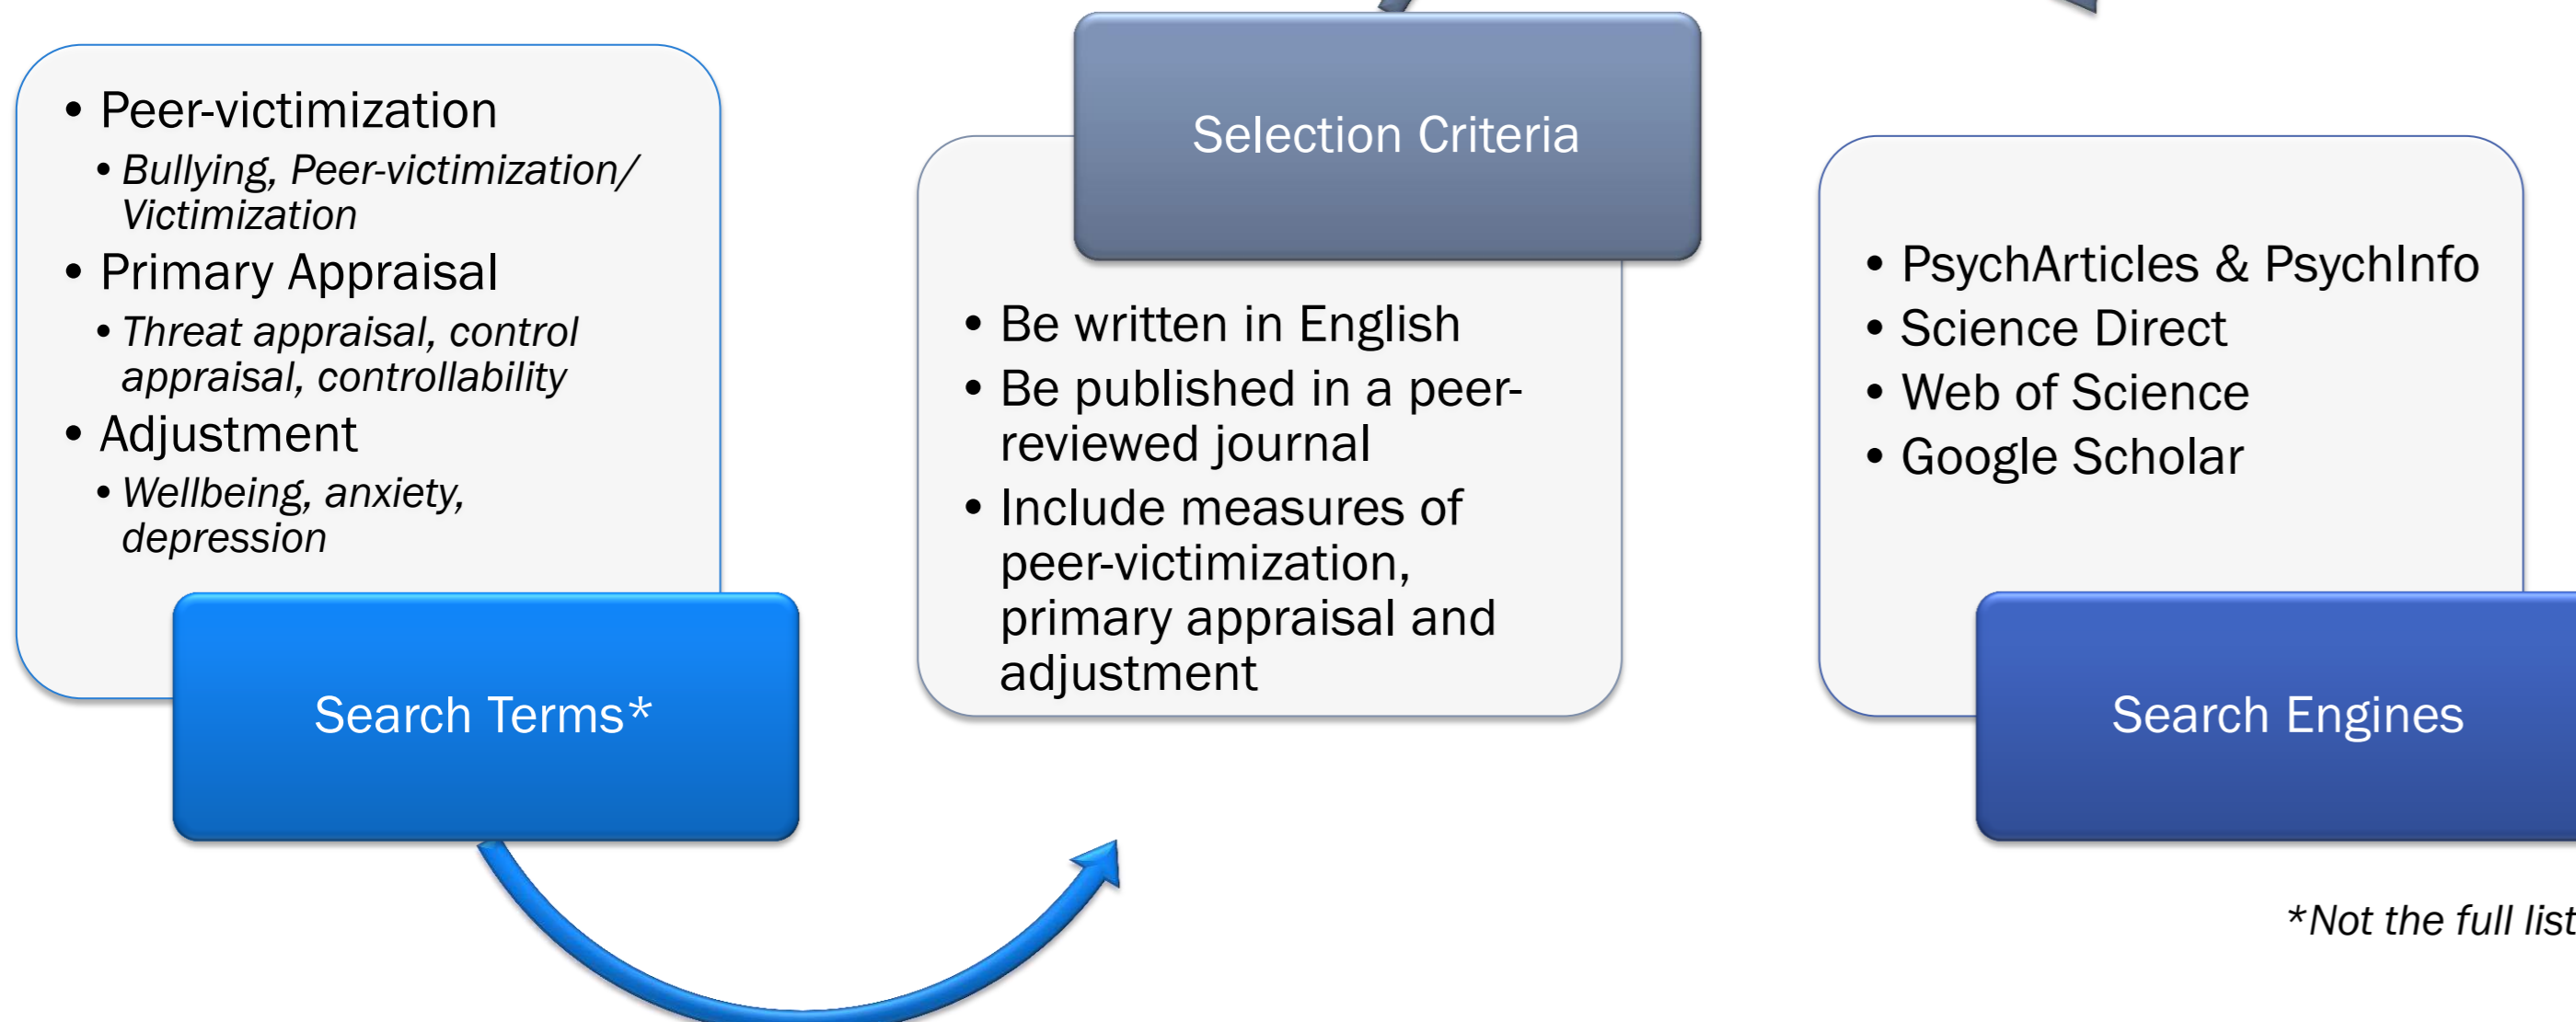 • Peer-victimization
• Bullying, Peer-victimization/
Victimization
• Primary Appraisal
• Threat appraisal, control
appraisal, controllability
• Adjustment
• Wellbeing, anxiety,
depression
Search Terms*
Selection Criteria
• Be written in English
• Be published in a peer-
reviewed journal
• Include measures of
peer-victimization,
primary appraisal and
adjustment
• PsychArticles & PsychInfo
• Science Direct
• Web of Science
• Google Scholar
Search Engines
*Not the full list